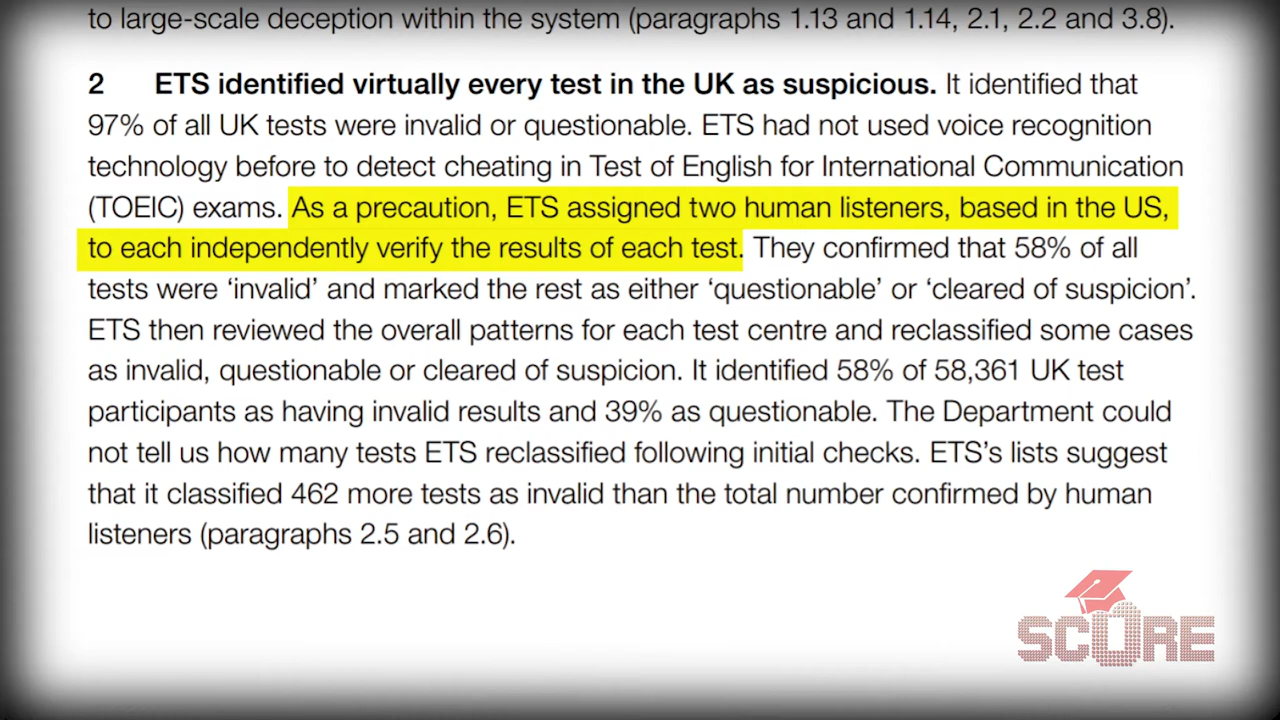 to large-scale deception within the system (paragraphs 1.13 and 1.14, 2.1, 2.2 and 3.8).
2 ETS identified virtually every test in the UK as suspicious. It identified that
97% of all UK tests were invalid or questionable. ETS had not used voice recognition
technology before to detect cheating in Test of English for International Communication
(TOEIC) exams. As a precaution, ETS assigned two human listeners, based in the US,
to each independently verify the results of each test. They confirmed that 58% of all
tests were ‘invalid’ and marked the rest as either ‘questionable’ or ‘cleared of suspicion’.
ETS then reviewed the overall patterns for each test centre and reclassified some cases
as invalid, questionable or cleared of suspicion. It identified 58% of 58,361 UK test
participants as having invalid results and 39% as questionable. The Department could
not tell us how many tests ETS reclassified following initial checks. ETS’s lists suggest
that it classified 462 more tests as invalid than the total number confirmed by human
listeners (paragraphs 2.5 and 2.6).
SCORE